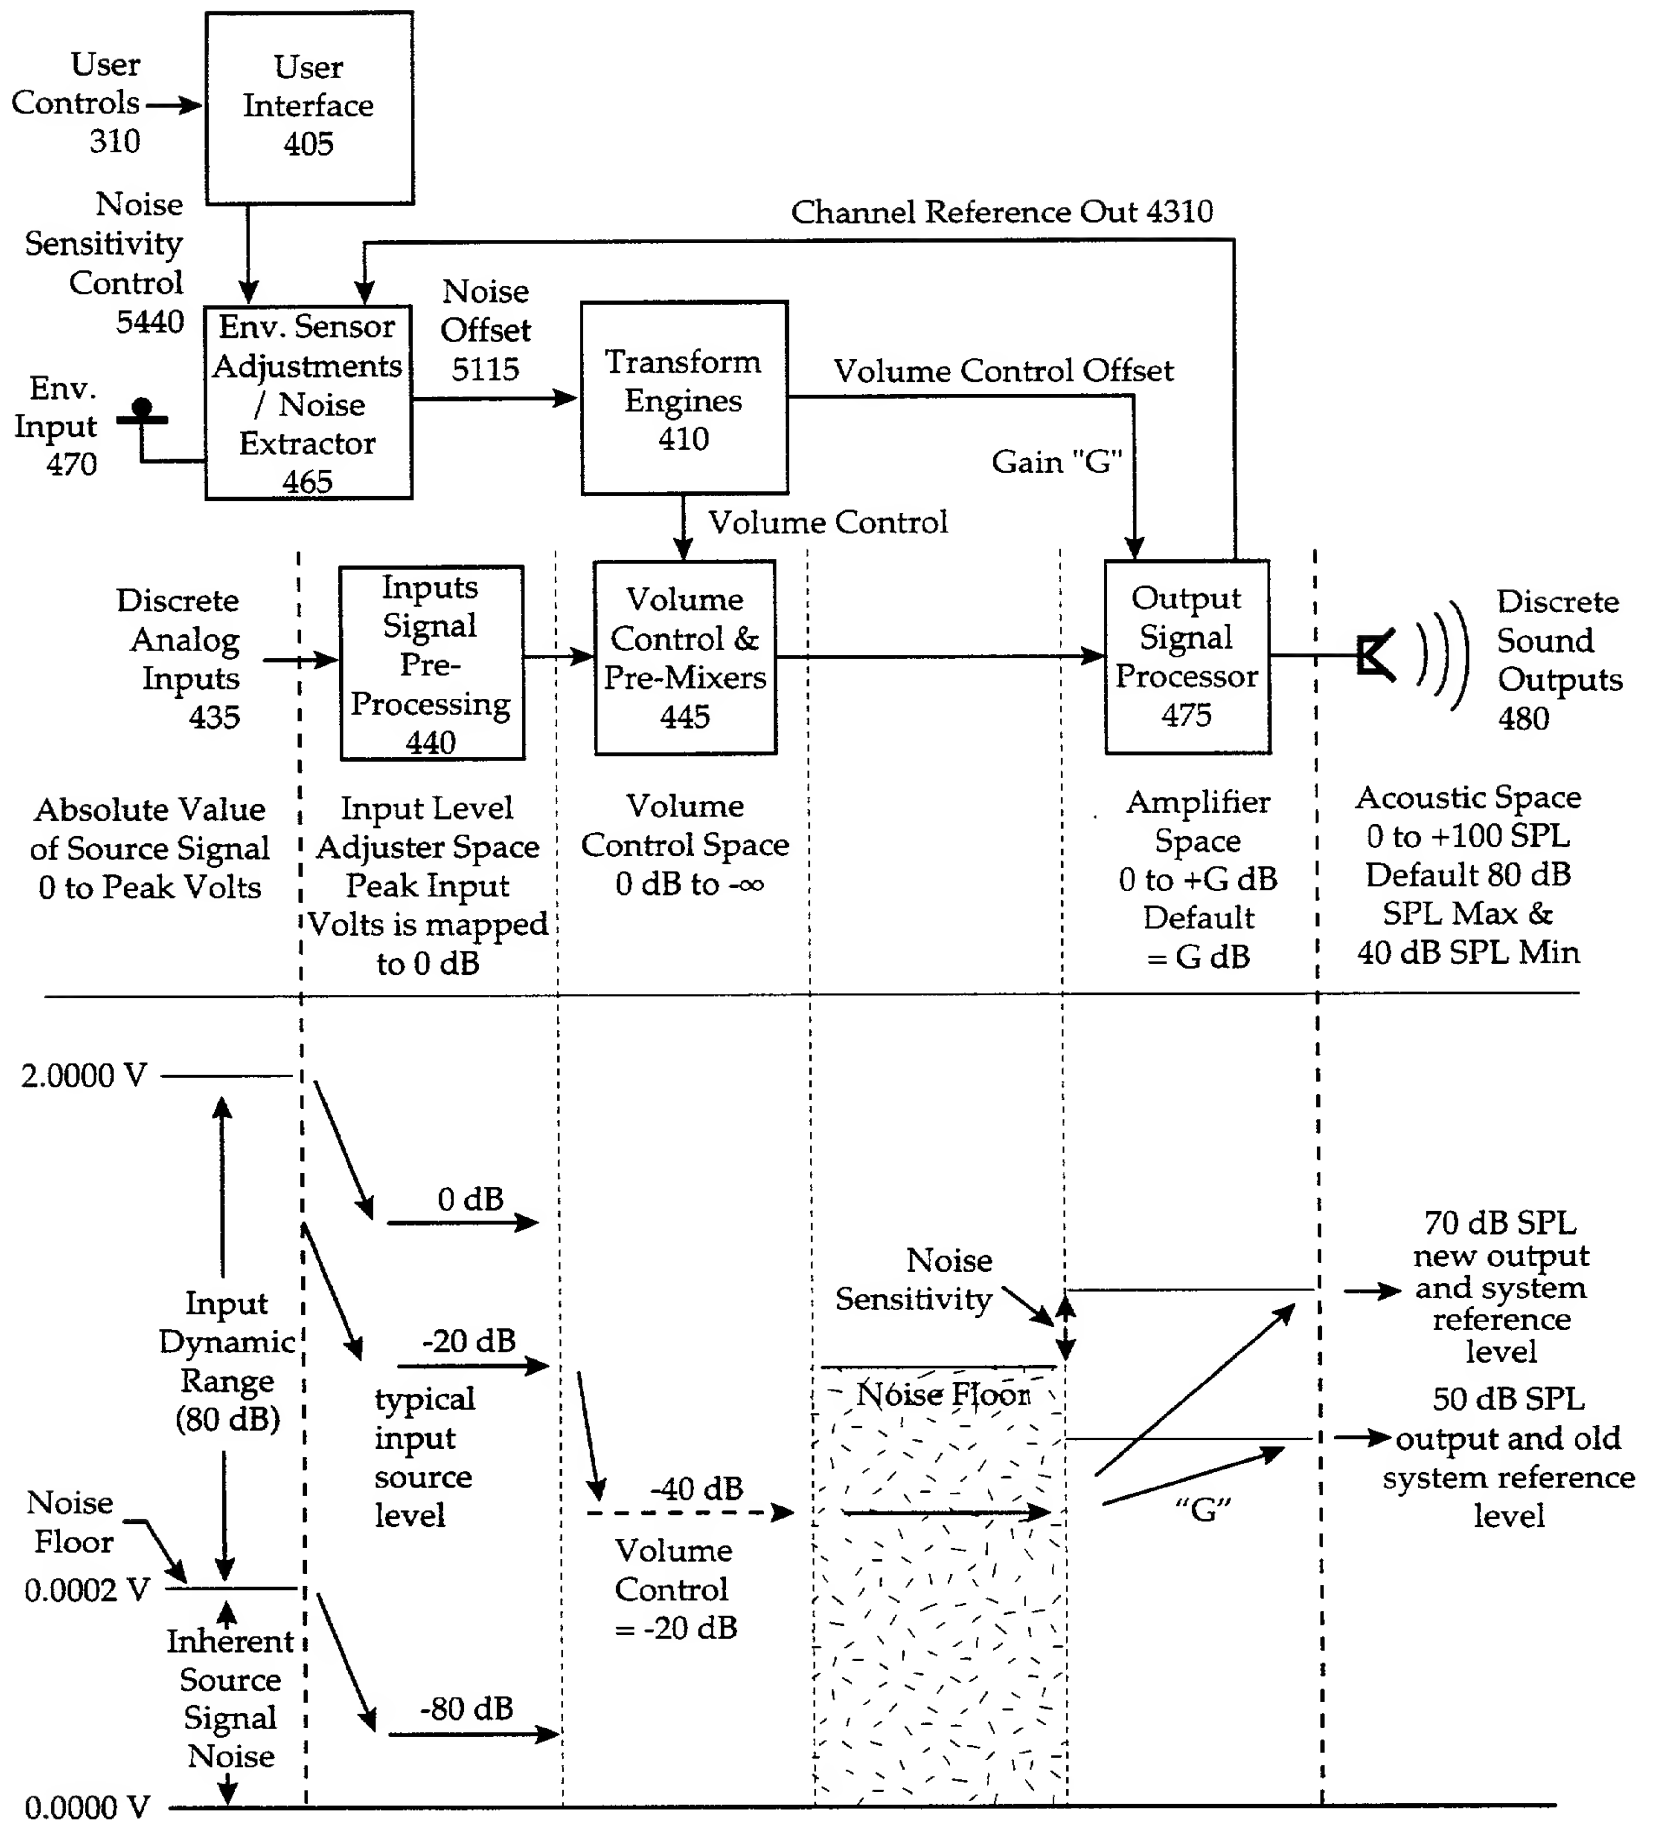 User
Controls
310
User
Interface
405
Noise
Sensitivity
Control
5440
Channel Reference Out 4310
Env.
Input
470
Env. Sensor
Adjustments
/ Noise
Extractor
465
Noise
Offset
5115
Transform
Engines
410
Volume Control Offset
Gain "G"
Volume Control
Discrete
Analog
Inputs
435
Inputs
Signal
Pre-
Processing
440
Volume
Control &
Pre-Mixers
445
Output
Signal
Processor
475
Discrete
Sound
Outputs
480
Absolute Value
of Source Signal
0 to Peak Volts
Input Level
Adjuster Space
Peak Input
Volts is mapped
to 0 dB
Volume
Control Space
0 dB to -∞
Amplifier
Space
0 to +G dB
Default
= G dB
Acoustic Space
0 to +100 SPL
Default 80 dB
SPL Max &
40 dB SPL Min
2.0000 V
Input
Dynamic
Range
(80 dB)
Noise
Floor
0.0002 V
Inherent
Source
Signal
Noise
0.0000 V
0 dB
-20 dB
typical
input
source
level
-80 dB
-40 dB
Volume
Control
= -20 dB
Noise
Sensitivity
Noise Floor
"G"
70 dB SPL
new output
and system
reference
level
50 dB SPL
output and old
system reference
level